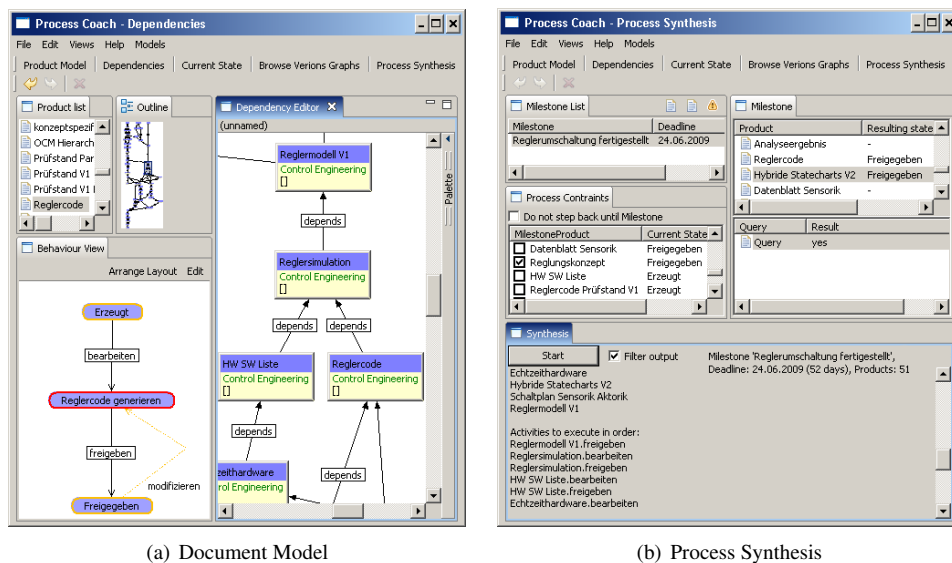 Process Coach - Dependencies
File Edit Views Help Models
Product Model Dependencies Current State Browse Verions Graphs Process Synthesis
Product list
konzeptspezif
OCM Hierarch
Prüfstand Par
Prüfstand V1
Prüfstand V1 I
Reglercode
Outline
Behaviour View
Arrange Layout Edit
Erzeugt
bearbeiten
Reglercode generieren
freigeben
modifizieren
Freigegeben
Dependency Editor
(unnamed)
Palette
Reglermodell V1
Control Engineering
[]
depends
Reglersimulation
Control Engineering
[]
depends depends
HW SW Liste
Control Engineering
[]
Reglercode
Control Engineering
[]
depends
zeithardware
rol Engineering
depends
(a) Document Model
Process Coach - Process Synthesis
File Edit Views Help Models
Product Model Dependencies Current State Browse Verions Graphs Process Synthesis
Milestone List
Milestone Deadline
Reglerumschaltung fertigestellt 24.06.2009
Process Contraints
Do not step back until Milestone
MilestoneProduct Current State
Datenblatt Sensorik Freigegeben
Reglungskonzept Freigegeben
HW SW Liste Erzeugt
Reglercode Prüfstand V1 Erzeugt
Milestone
Product Resulting state
Analyseergebnis -
Reglercode Freigegeben
Hybride Statecharts V2 Freigegeben
Datenblatt Sensorik -
Query Result
Query yes
Synthesis
Start Filter output
Milestone 'Reglerumschaltung fertigestellt',
Deadline: 24.06.2009 (52 days), Products: 51
Echtzeithardware
Hybride Statecharts V2
Schaltplan Sensorik Aktorik
Reglermodell V1
Activities to execute in order:
Reglermodell V1.freigeben
Reglersimulation.bearbeiten
Reglersimulation.freigeben
HW SW Liste.bearbeiten
HW SW Liste.freigeben
Echtzeithardware.bearbeiten
(b) Process Synthesis